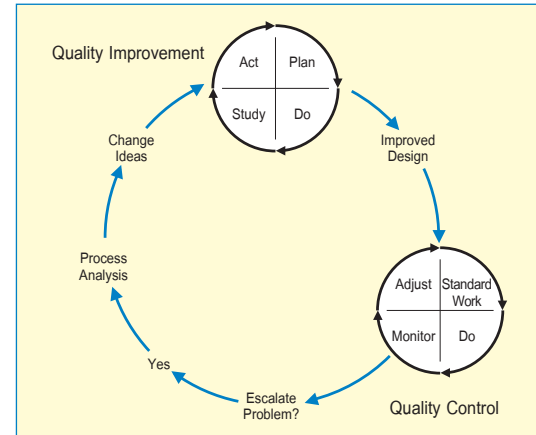 Quality Improvement
Act
Plan
Study
Do
Change
Ideas
Improved
Design
Process
Analysis
Adjust
Standard
Work
Monitor
Do
Yes
Escalate
Problem?
Quality Control